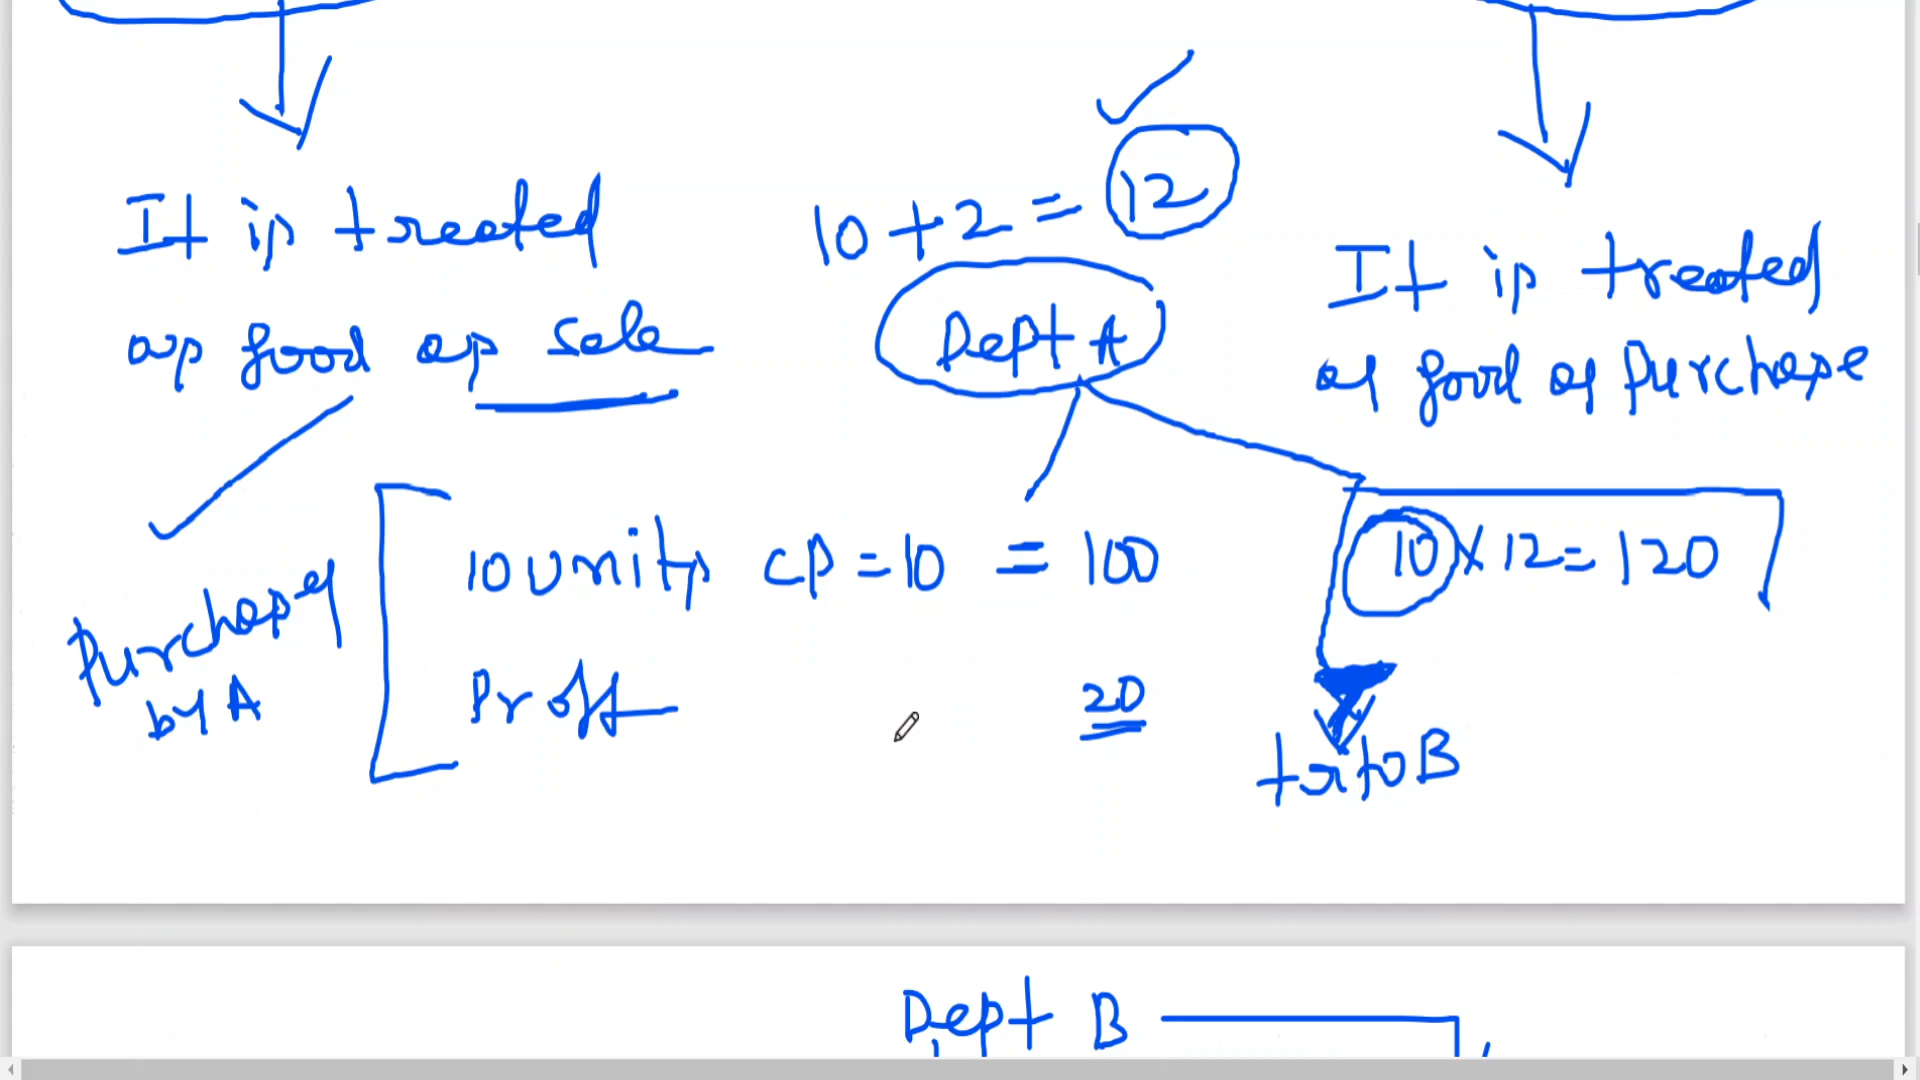 It is treated
as good as sale
10 + 2 = 12
Dept A
It is treated
as good as Purchase
Purchases
by A
10 units CP = 10 = 100
Profit 20
10 x 12 = 120
tr to B
Dept B